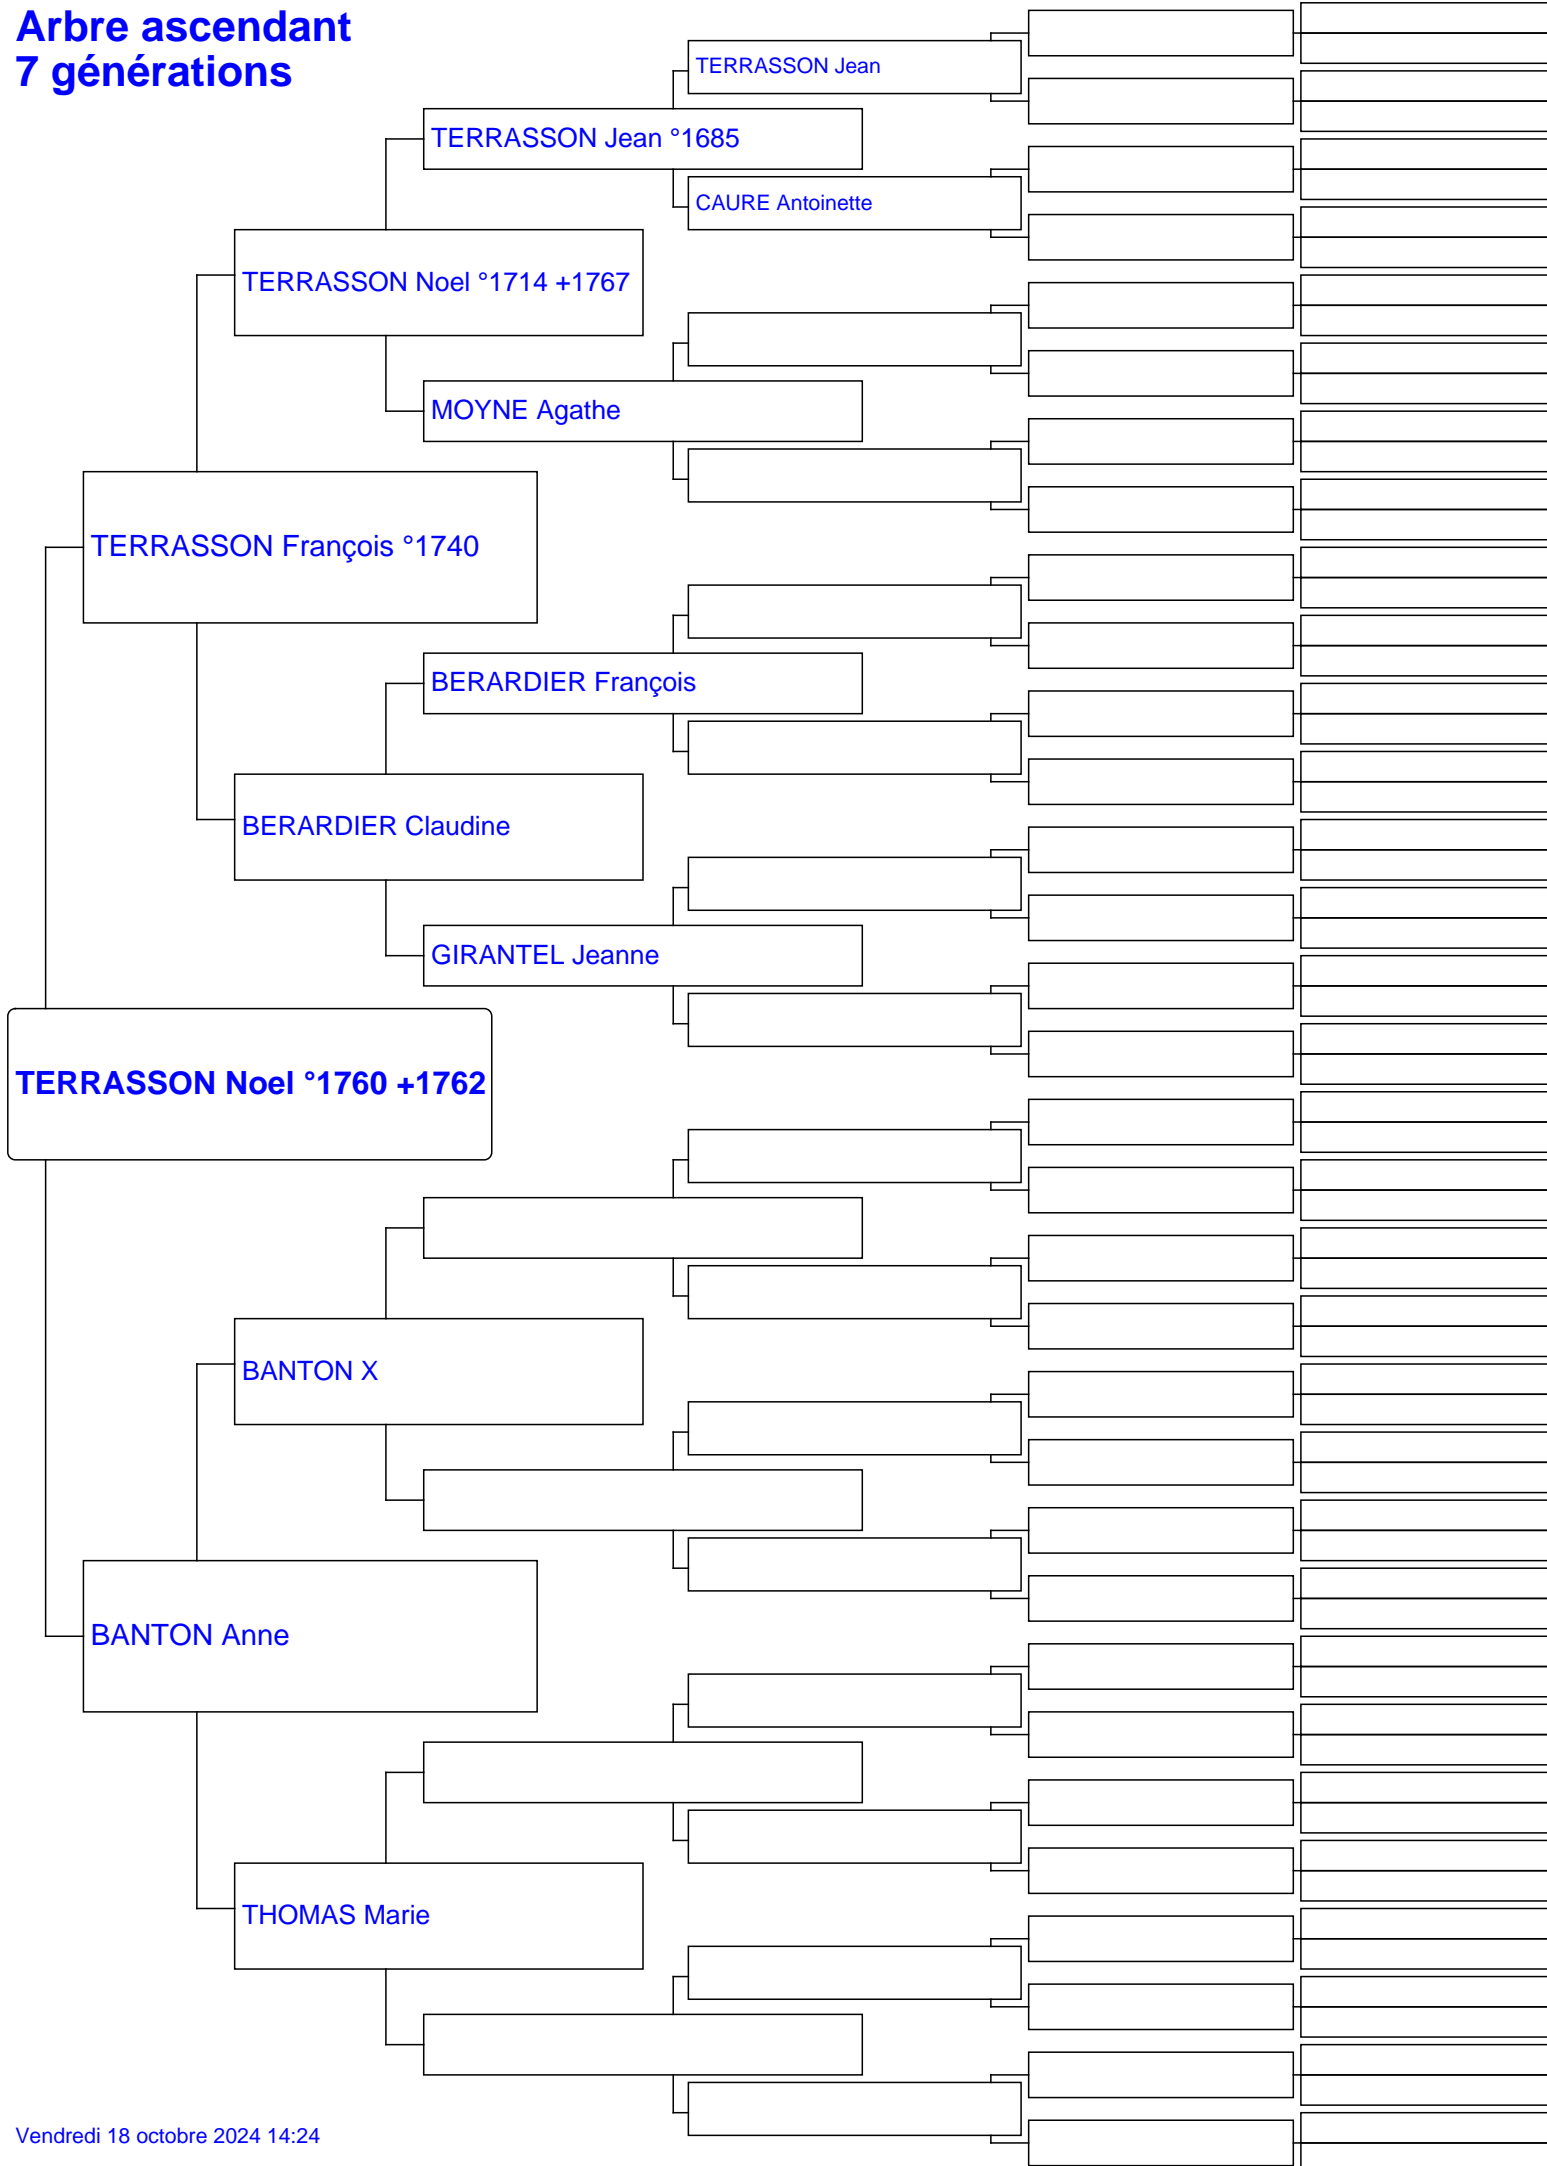 Arbre ascendant
7 générations
TERRASSON Jean
TERRASSON Jean °1685
CAURE Antoinette
TERRASSON Noel °1714 +1767
MOYNE Agathe
TERRASSON François °1740
BERARDIER François
BERARDIER Claudine
GIRANTEL Jeanne
TERRASSON Noel °1760 +1762
BANTON X
BANTON Anne
THOMAS Marie
Vendredi 18 octobre 2024 14:24